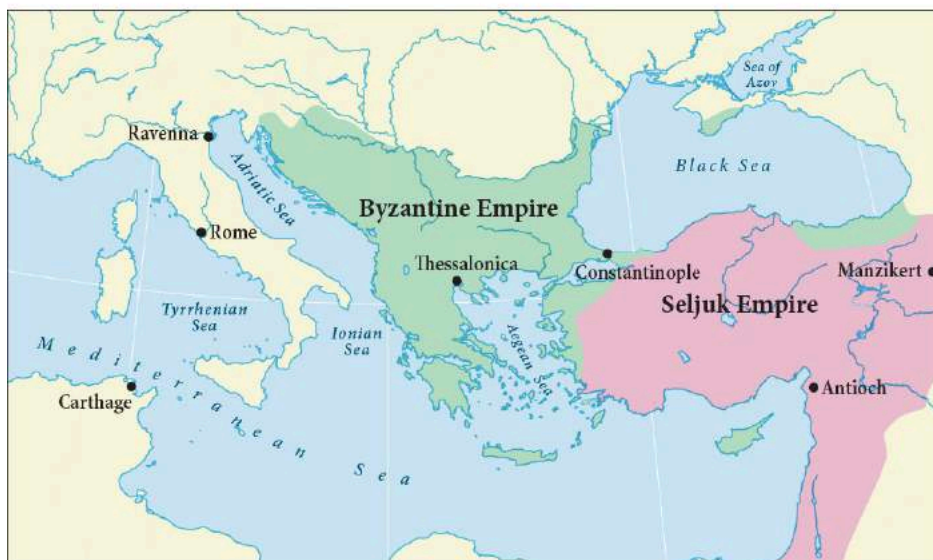 Sea of
Azov
Ravenna
Adriatic Sea
Black Sea
Byzantine Empire
Rome
Thessalonica
Constantinople
Manzikert
Seljuk Empire
Tyrrhenian
Sea
Ionian
Sea
Aegean Sea
Mediterranean Sea
Carthage
Antioch